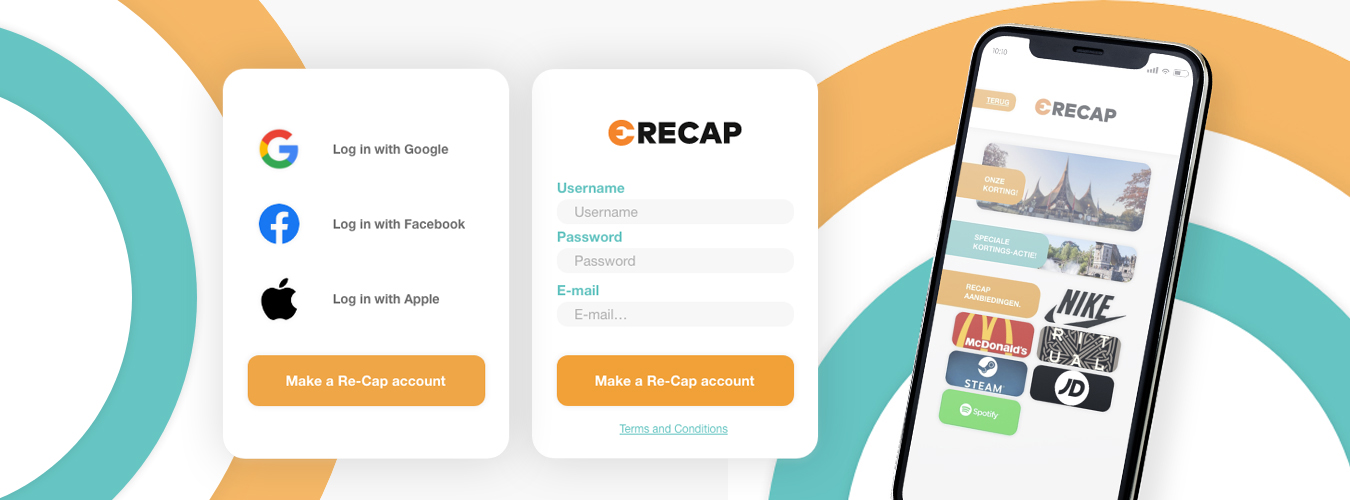 Log in with Google
Log in with Facebook
Log in with Apple
Make a Re-Cap account
RECAP
Username
Username
Password
Password
E-mail
E-mail...
Make a Re-Cap account
Terms and Conditions
10:10
TERUG
RECAP
ONZE
KORTING!
SPECIALE
KORTINGS-ACTIE!
RECAP
AANBIEDINGEN.
NIKE
McDonald's
RIT
UAL
STEAM
JD
Spotify